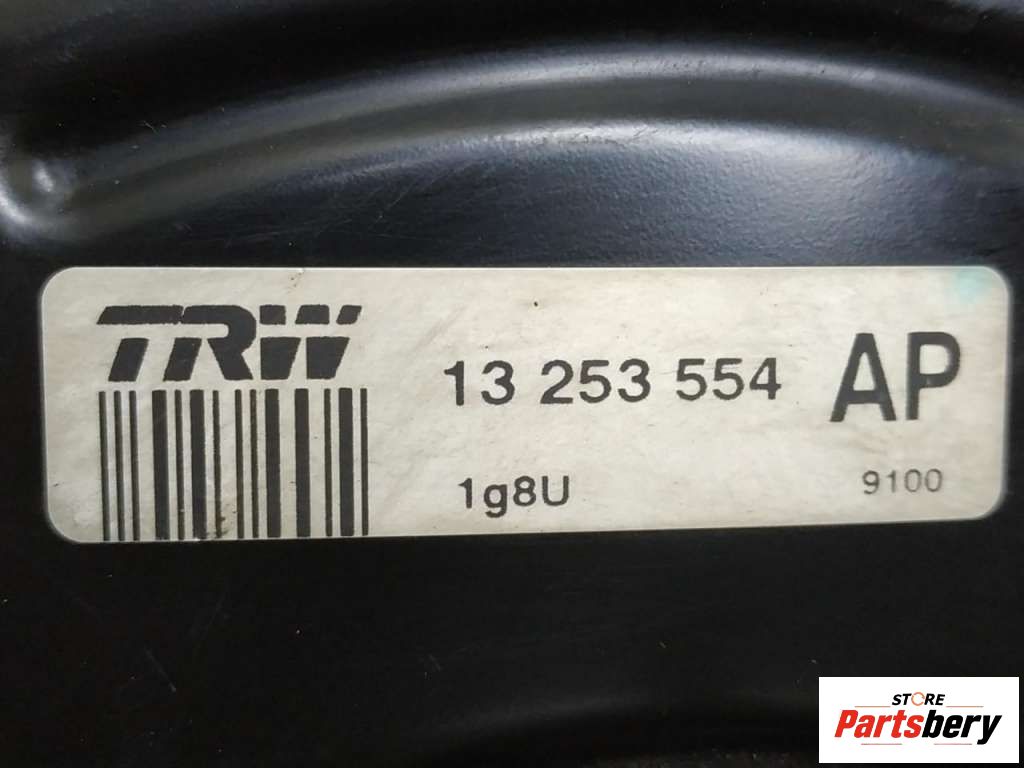 TRW
13 253 554 AP
1g8U 9100
STORE
Partsbery